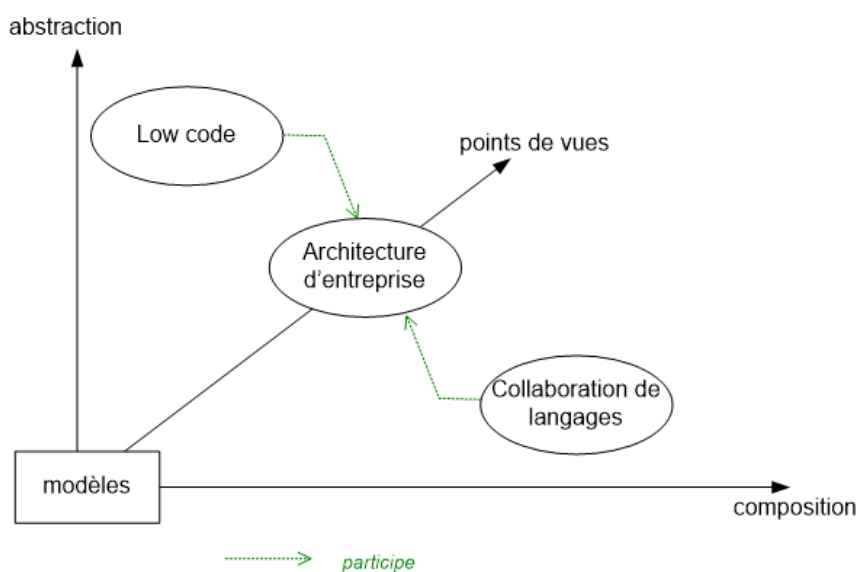 abstraction
Low code
points de vues
Architecture
d'entreprise
Collaboration de
langages
modèles
composition
participe